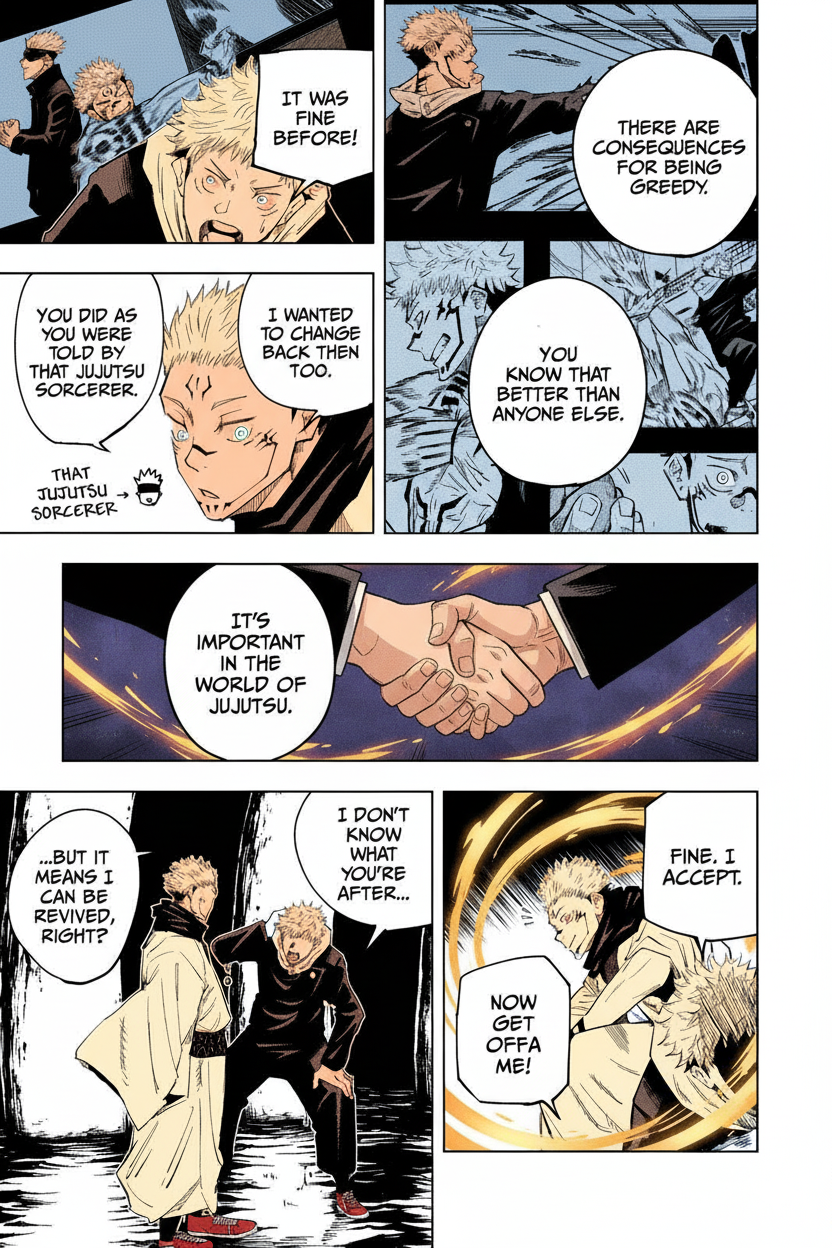 THERE ARE
CONSEQUENCES
FOR BEING
GREEDY.
YOU
KNOW THAT
BETTER THAN
ANYONE ELSE.
IT WAS
FINE
BEFORE!
I WANTED
TO CHANGE
BACK THEN
TOO.
YOU DID AS
YOU WERE
TOLD BY
THAT JUJUTSU
SORCERER.
THAT
JUJUTSU →
SORCERER
IT'S
IMPORTANT
IN THE
WORLD OF
JUJUTSU.
FINE. I
ACCEPT.
NOW
GET
OFFA
ME!
I DON'T
KNOW
WHAT
YOU'RE
AFTER...
...BUT IT
MEANS I
CAN BE
REVIVED,
RIGHT?